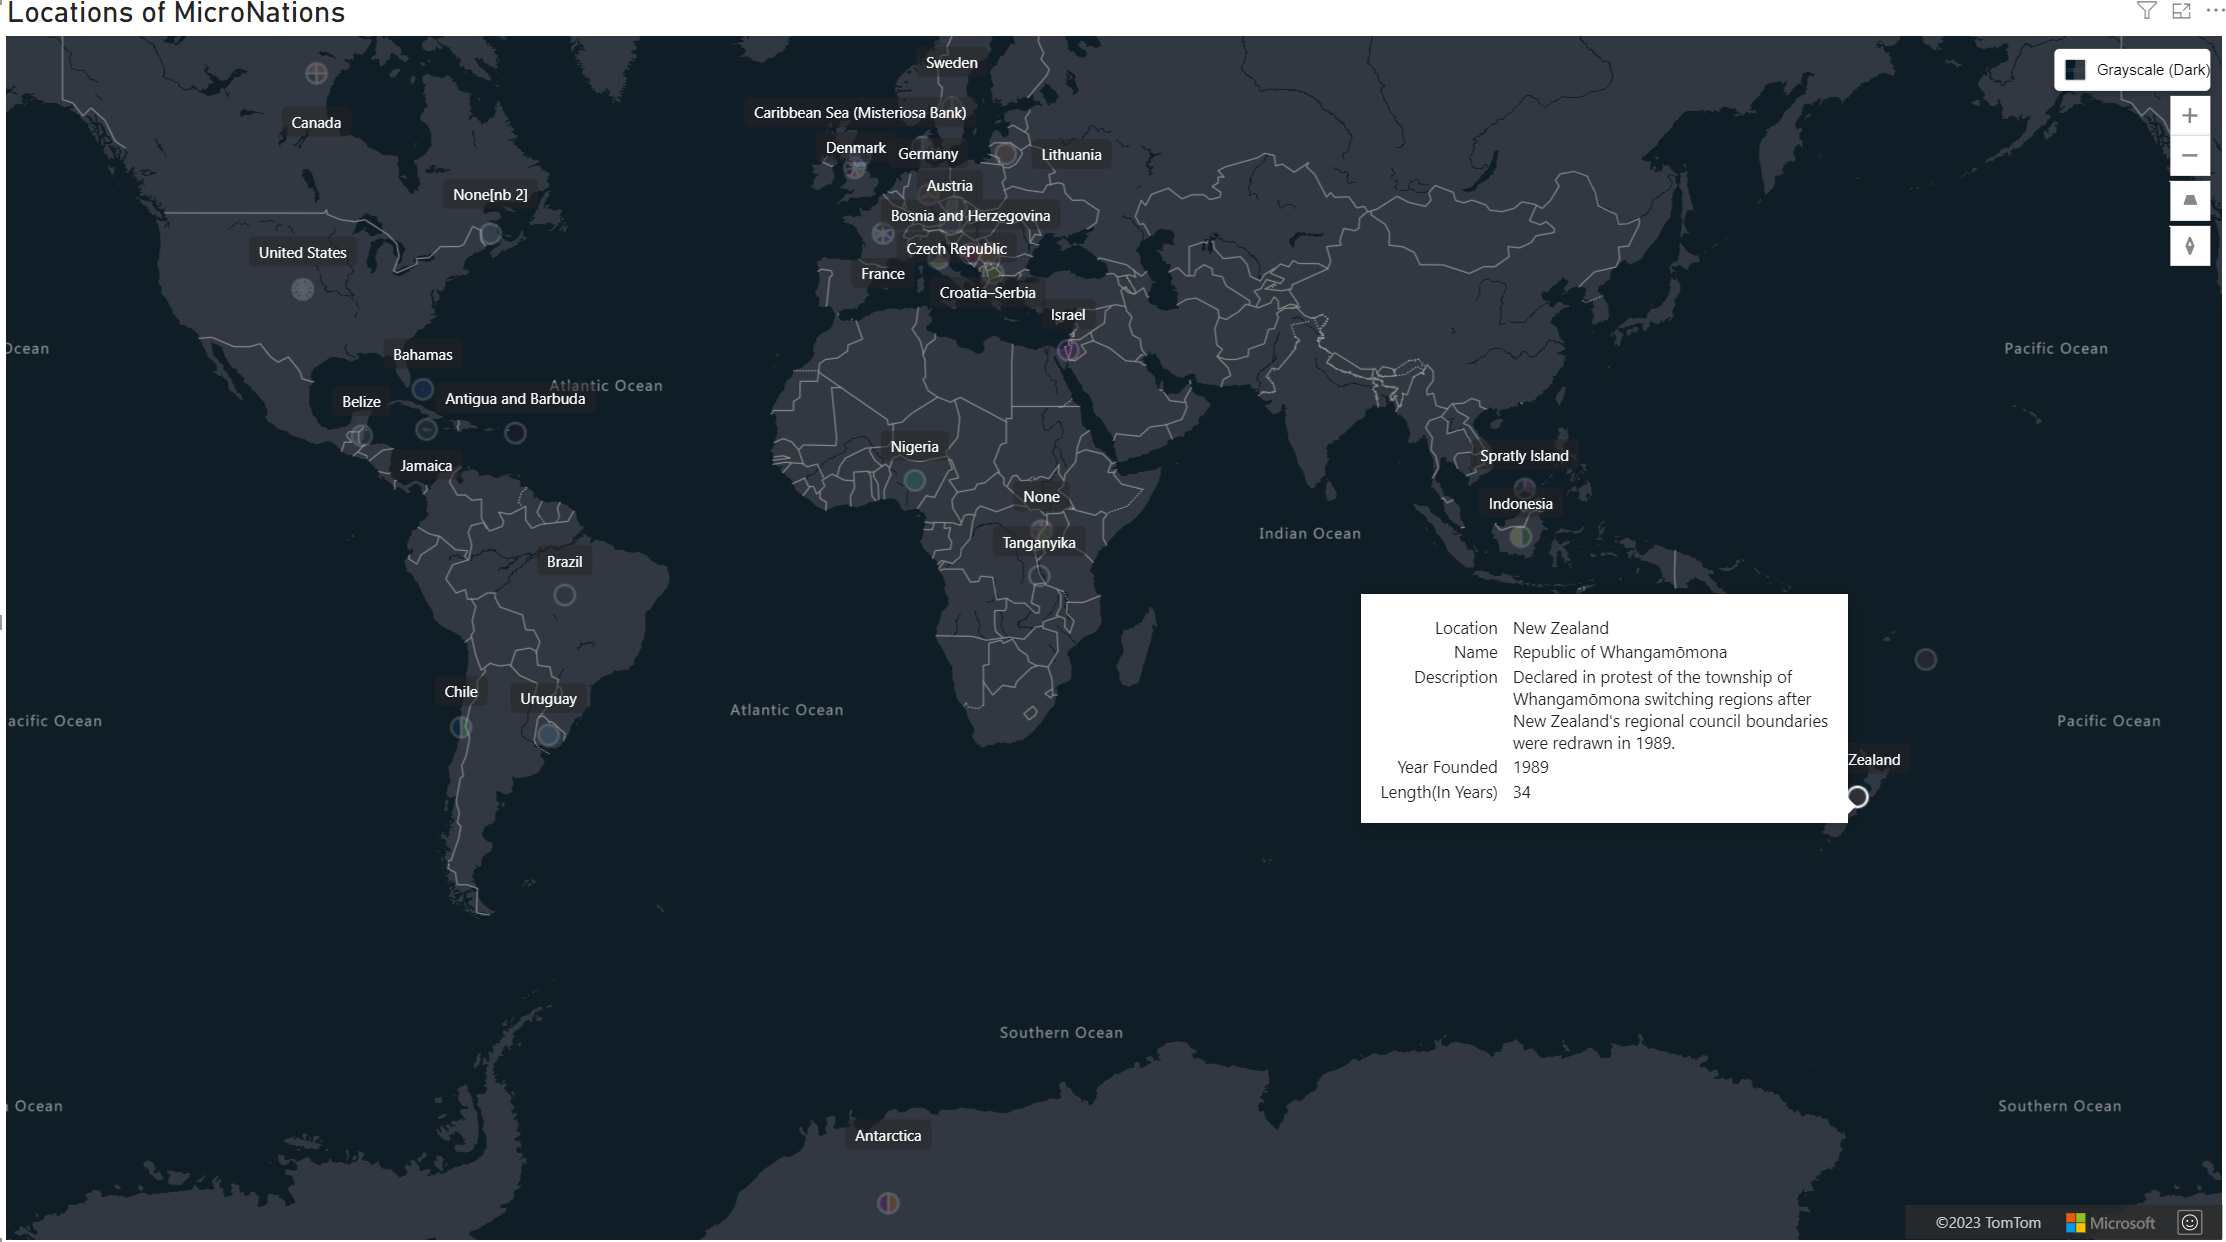 Locations of MicroNations
Grayscale (Dark)
Sweden
Caribbean Sea (Misteriosa Bank)
Canada
Denmark
Germany
Lithuania
Austria
None[nb 2]
Bosnia and Herzegovina
United States
Czech Republic
France
Croatia–Serbia
Israel
Ocean
Pacific Ocean
Bahamas
Atlantic Ocean
Belize
Antigua and Barbuda
Nigeria
Spratly Island
Jamaica
None
Indonesia
Indian Ocean
Tanganyika
Brazil
Location New Zealand
Name Republic of Whangamōmona
Description Declared in protest of the township of
Whangamōmona switching regions after
New Zealand's regional council boundaries
were redrawn in 1989.
Year Founded 1989
Length(In Years) 34
Chile
Uruguay
Atlantic Ocean
acific Ocean
Pacific Ocean
Zealand
Southern Ocean
Ocean
Southern Ocean
Antarctica
©2023 TomTom
Microsoft